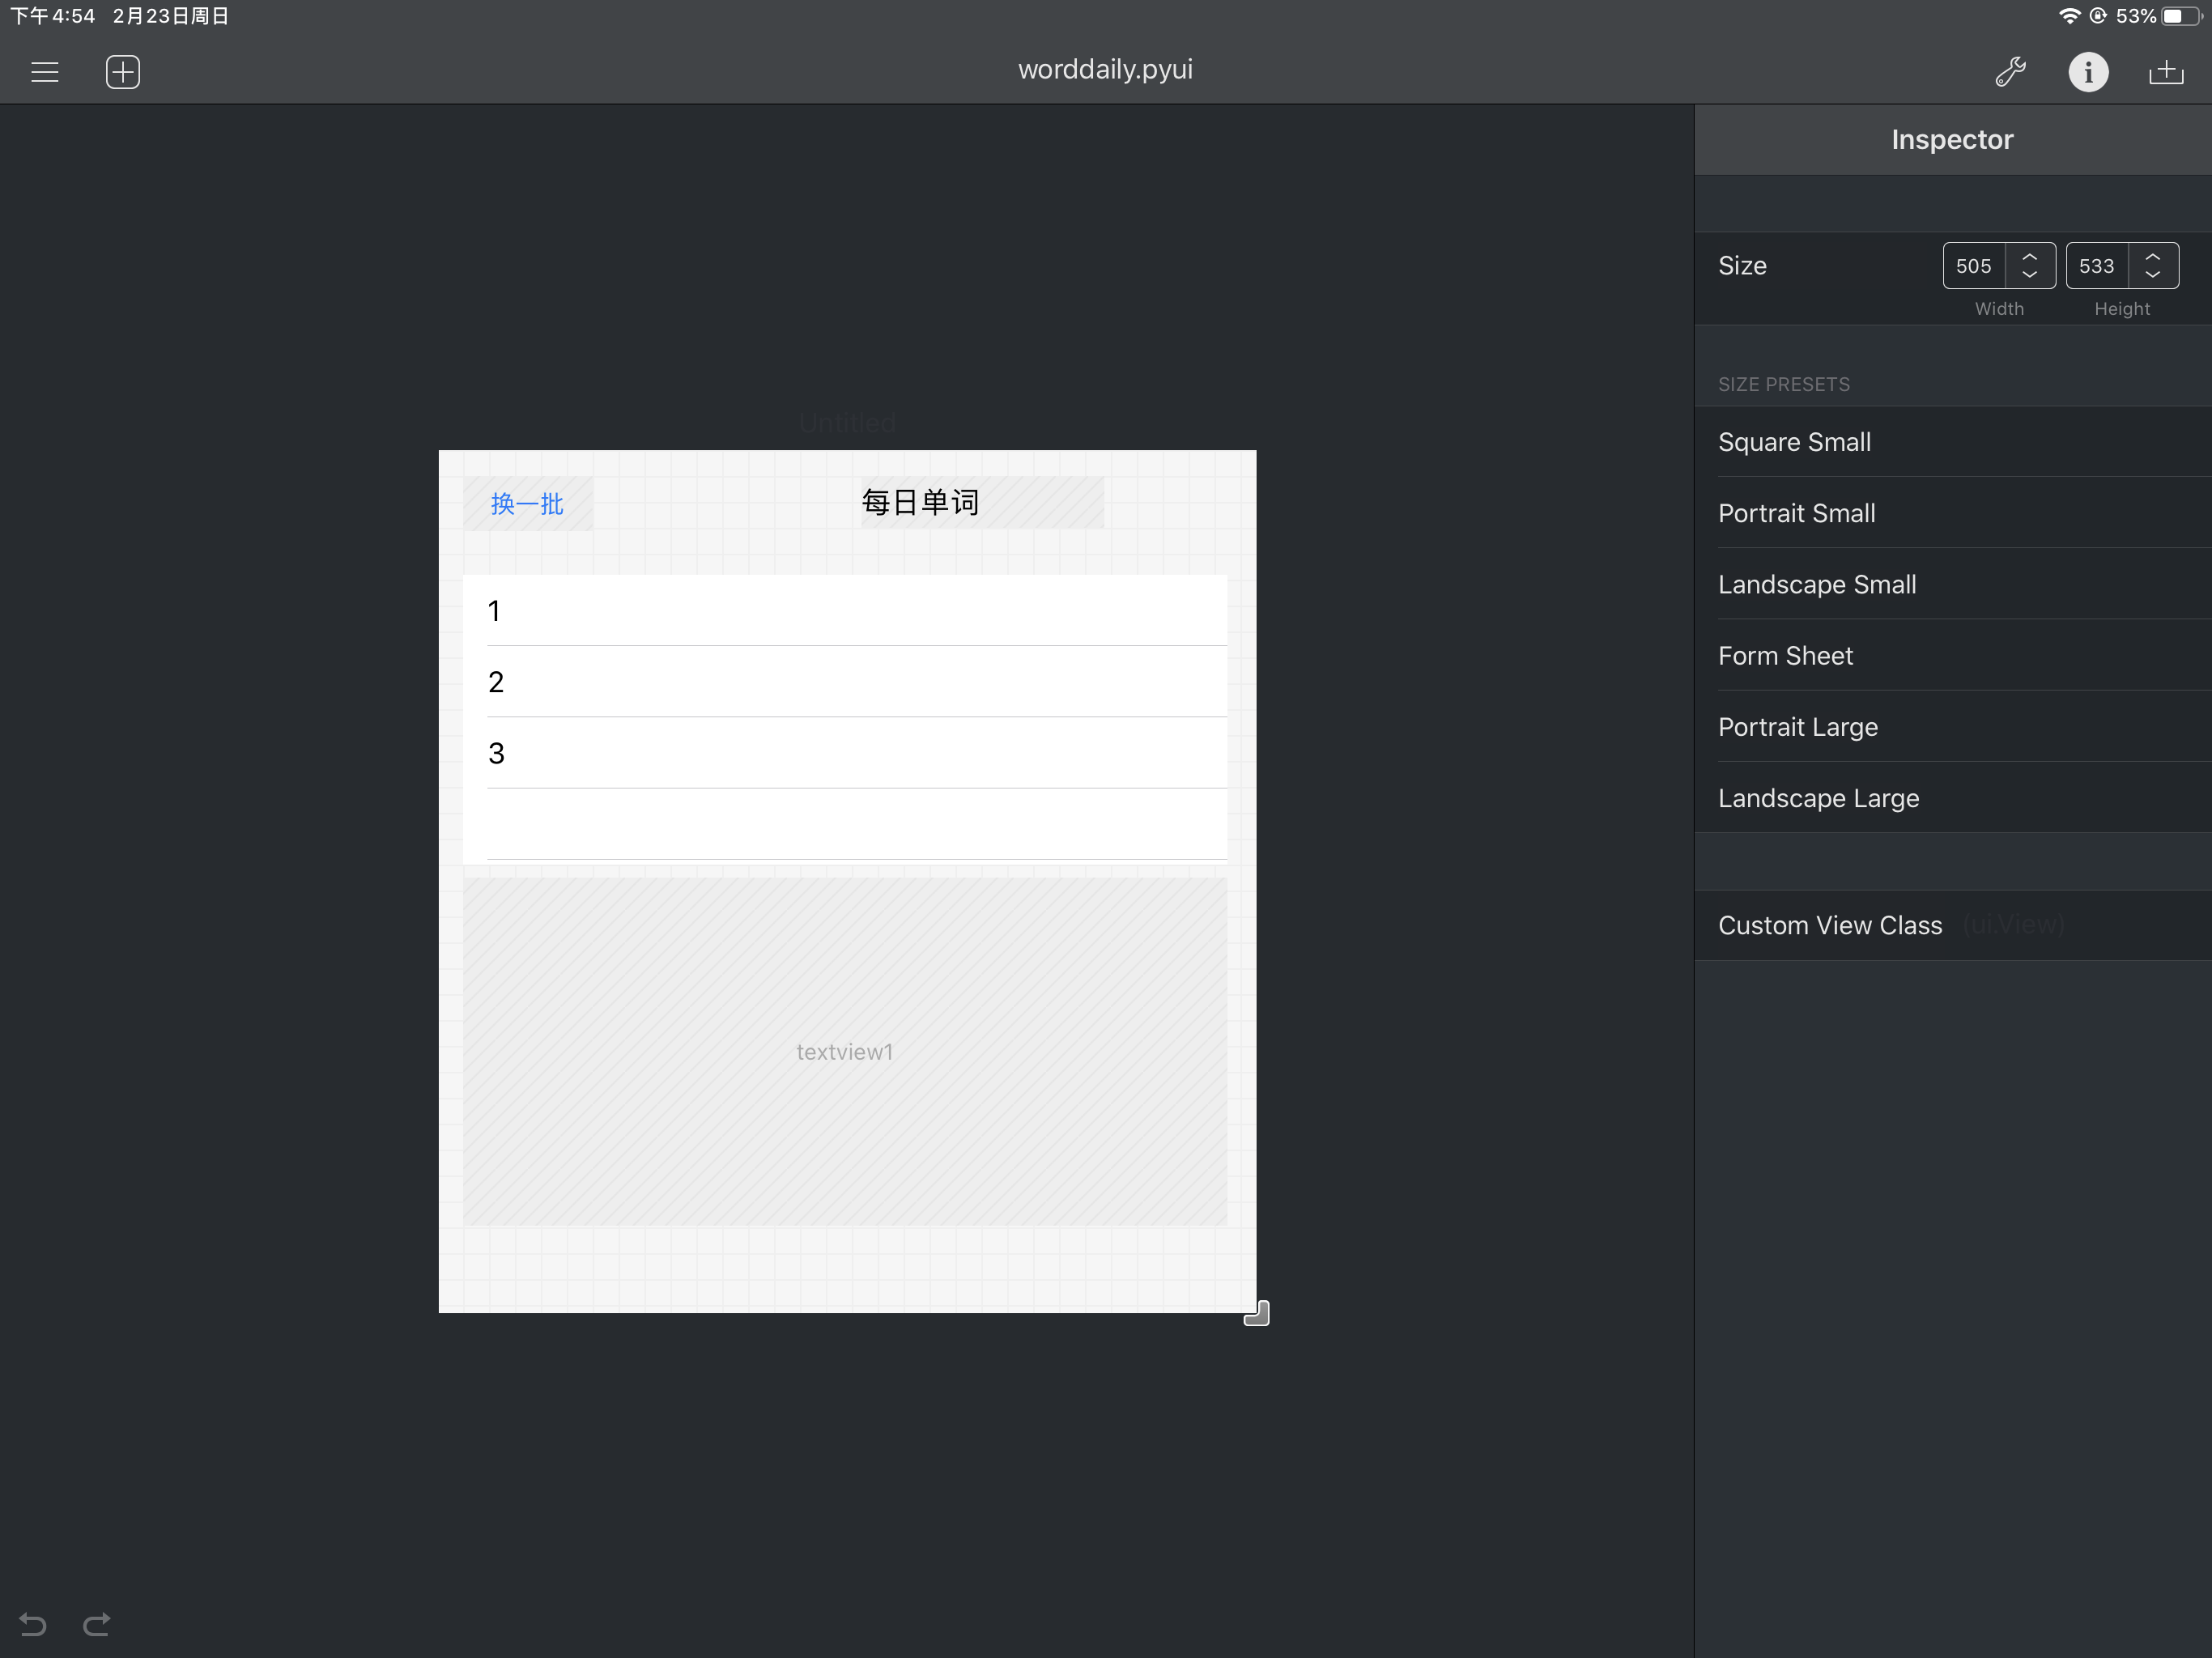 下午4:54 2月23日周日
53%
worddaily.pyui
Inspector
Size
505
533
Width
Height
SIZE PRESETS
Square Small
Portrait Small
Landscape Small
Form Sheet
Portrait Large
Landscape Large
Custom View Class (ui.View)
Untitled
换一批
每日单词
1
2
3
textview1